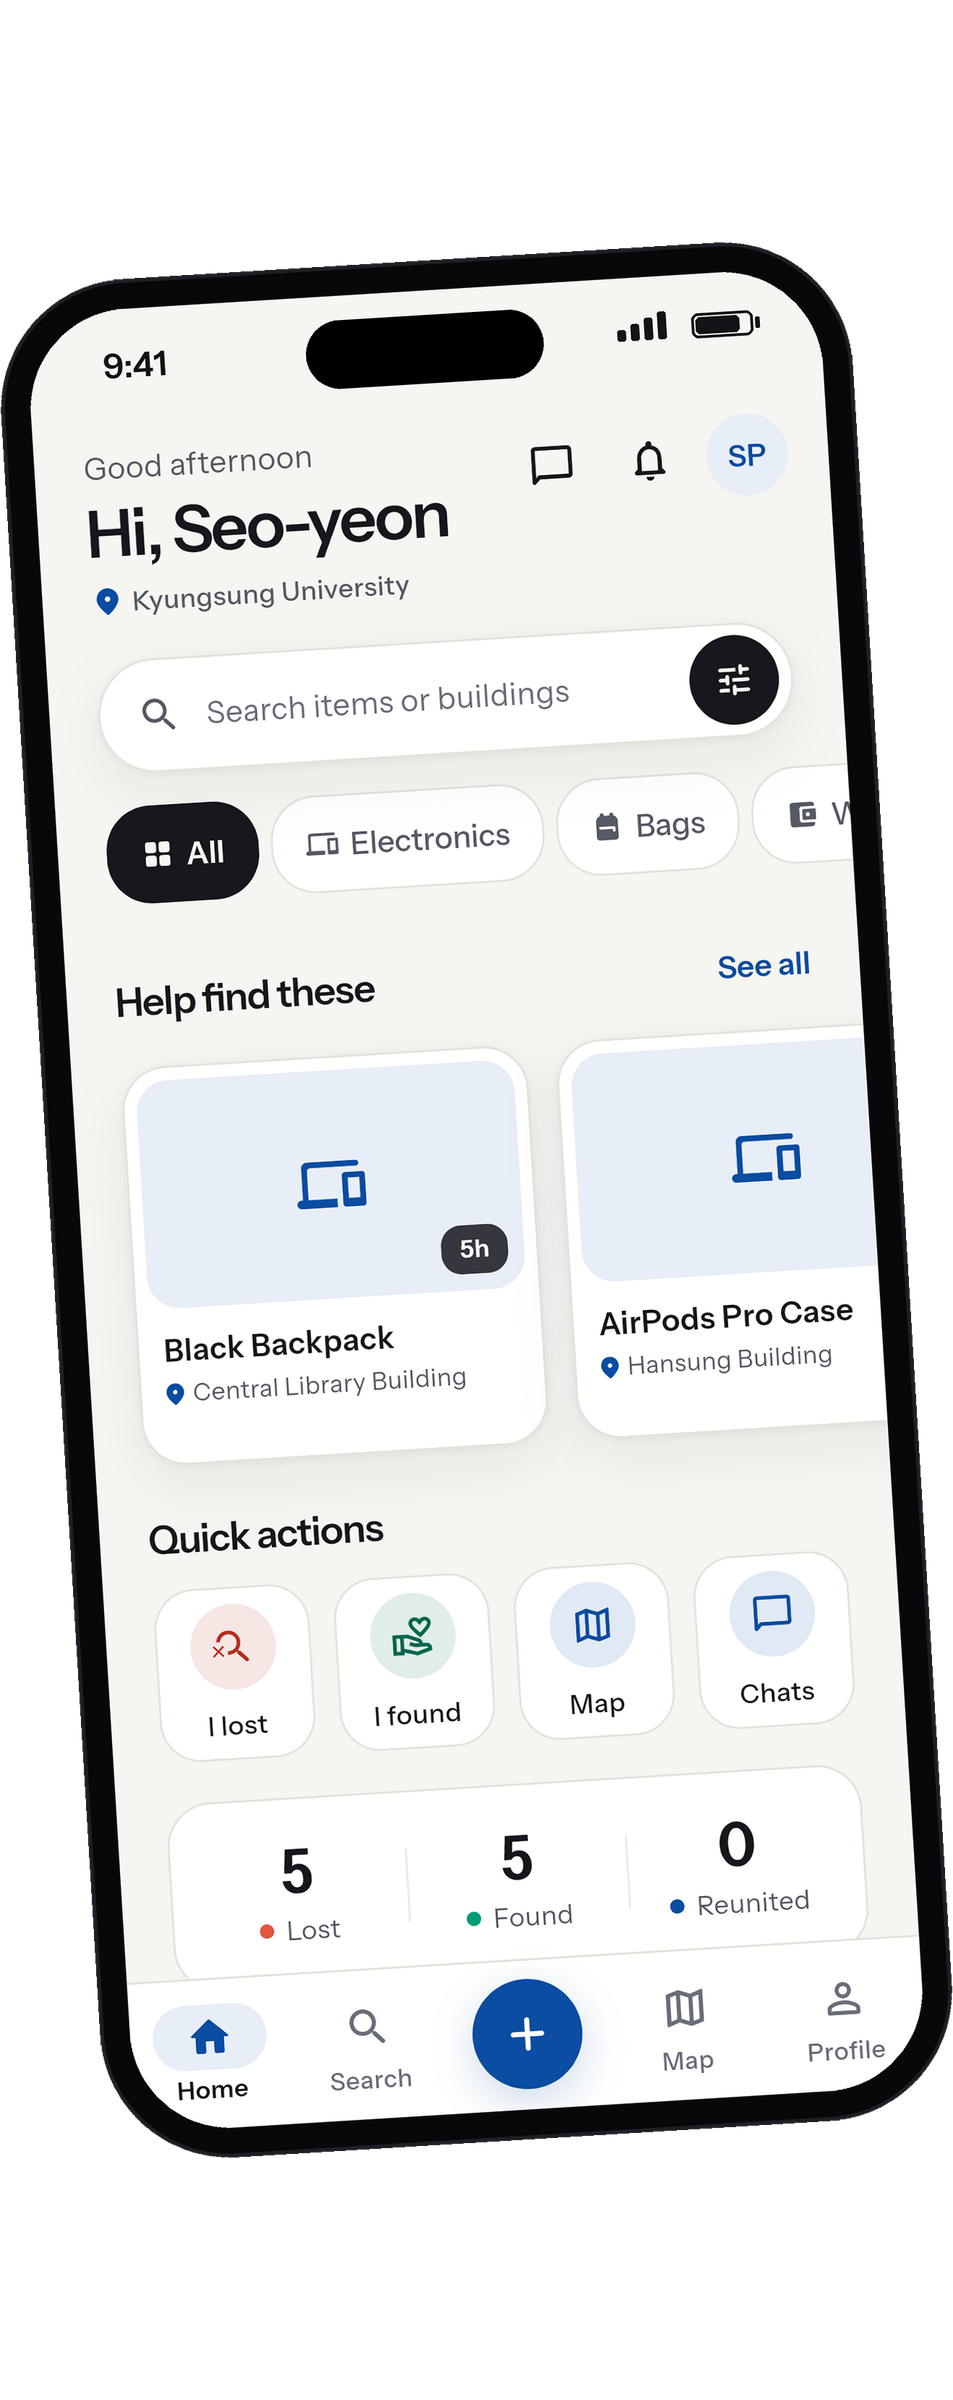 9:41
Good afternoon
SP
Hi, Seo-yeon
Kyungsung University
Search items or buildings
All
Electronics
Bags
W
Help find these
See all
5h
Black Backpack
Central Library Building
AirPods Pro Case
Hansung Building
Quick actions
I lost
I found
Map
Chats
5
5
0
Lost
Found
Reunited
Home
Search
Map
Profile